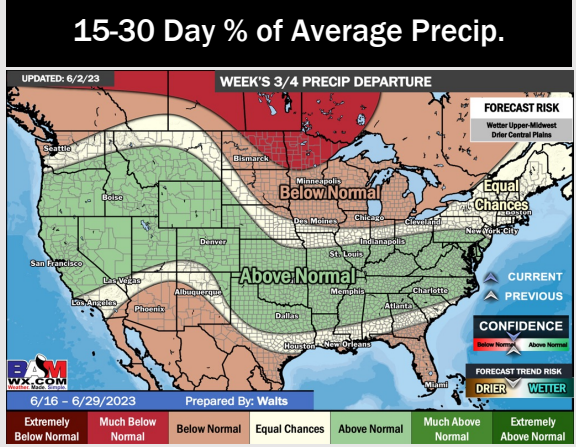 15-30 Day % of Average Precip.
UPDATED: 6/2/23
WEEK'S 3/4 PRECIP DEPARTURE
FORECAST RISK
Wetter Upper-Midwest
Drier Central Plains
Seattle
Bismarck
Minneapolis
Below Normal
Equal
Chances
Boston
Boise
Des Moines
Chicago
Cleveland
New York City
Denver
Indianapolis
San Francisco
St. Louis
Las Vegas
Above Normal
CURRENT
Albuquerque
Memphis
Charlotte
PREVIOUS
Los Angeles
Phoenix
Dallas
Atlanta
CONFIDENCE
Below Normal
Above Normal
Houston
New Orleans
FORECAST TREND RISK
DRIER
WETTER
Miami
BAM
WX.COM
Weather. Made. Simple.
6/16 – 6/29/2023
Prepared By: Walts
Extremely
Below Normal
Much Below
Normal
Below Normal
Equal Chances
Above Normal
Much Above
Normal
Extremely
Above Normal